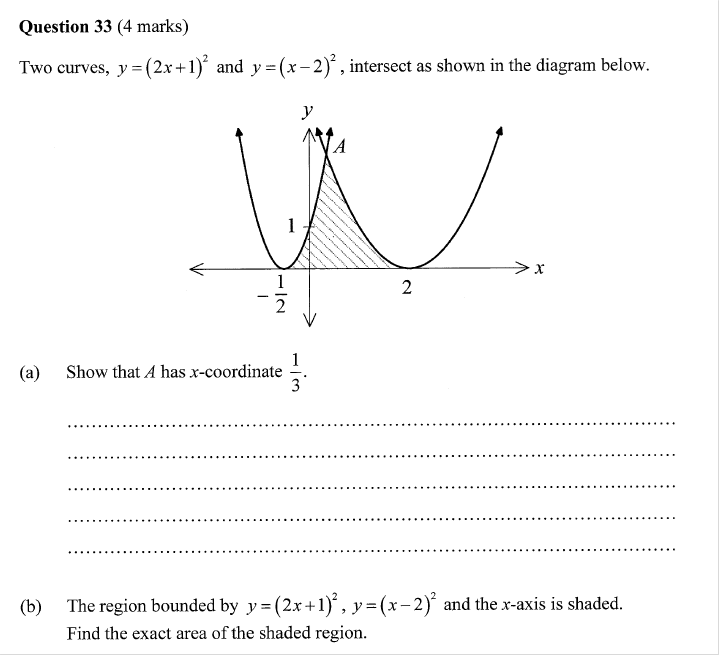 Question 33 (4 marks)
Two curves, y = (2x+1)² and y = (x−2)², intersect as shown in the diagram below.
y
A
1
−1/2
2
x
(a) Show that A has x-coordinate 1/3.
(b) The region bounded by y = (2x+1)², y = (x−2)² and the x-axis is shaded.
Find the exact area of the shaded region.